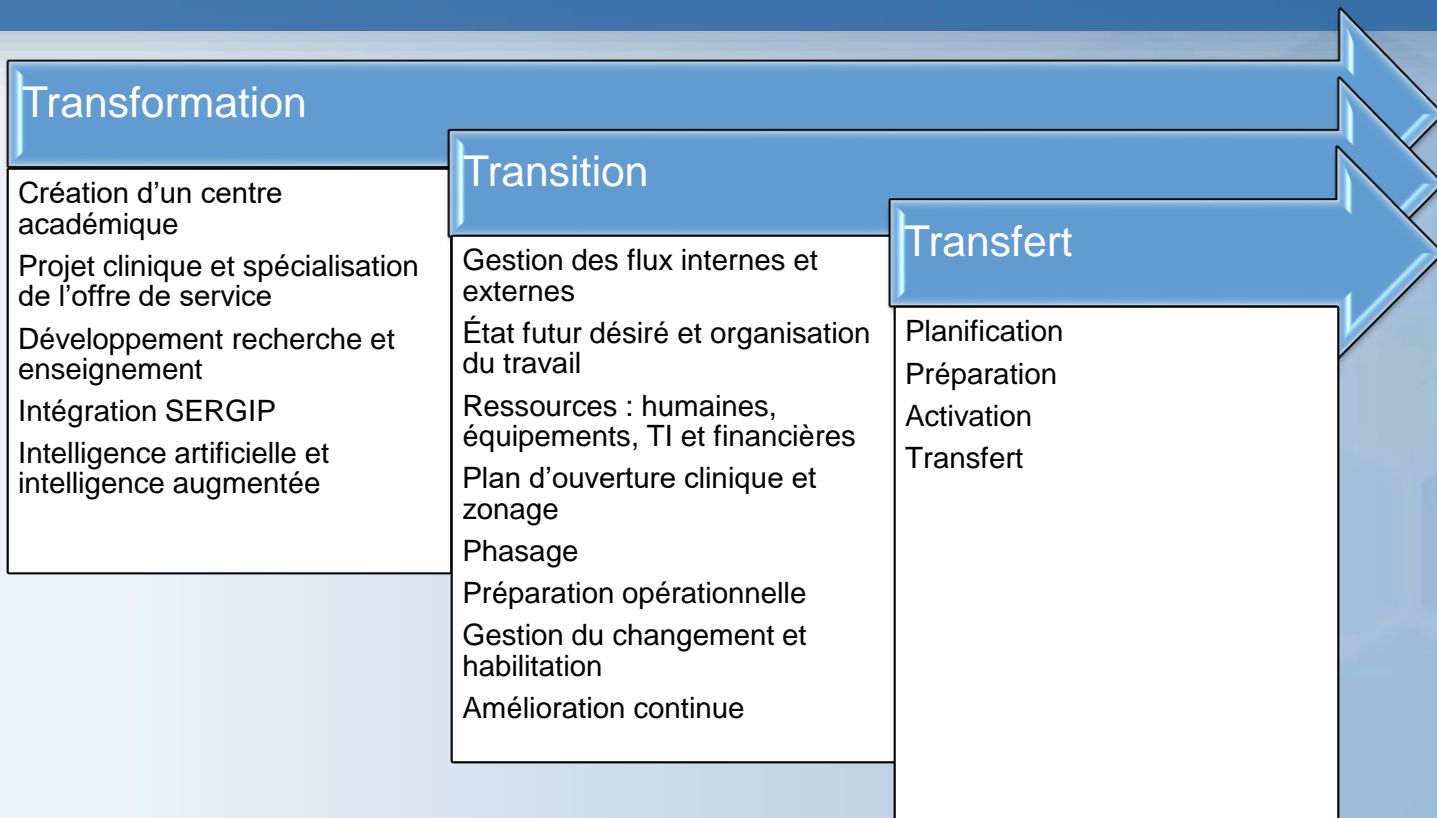 Transformation
Création d’un centre
académique
Projet clinique et spécialisation
de l’offre de service
Développement recherche et
enseignement
Intégration SERGIP
Intelligence artificielle et
intelligence augmentée
Transition
Gestion des flux internes et
externes
État futur désiré et organisation
du travail
Ressources : humaines,
équipements, TI et financières
Plan d’ouverture clinique et
zonage
Phasage
Préparation opérationnelle
Gestion du changement et
habilitation
Amélioration continue
Transfert
Planification
Préparation
Activation
Transfert